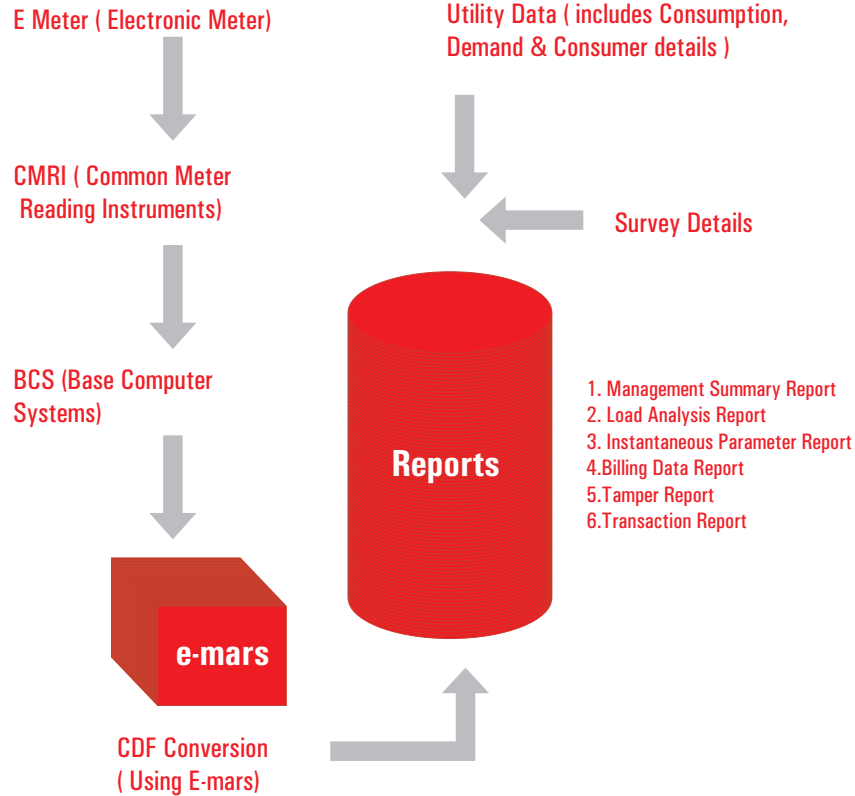 E Meter ( Electronic Meter)
CMRI ( Common Meter
Reading Instruments)
BCS (Base Computer
Systems)
e-mars
CDF Conversion
( Using E-mars)
Utility Data ( includes Consumption,
Demand & Consumer details )
Survey Details
Reports
1. Management Summary Report
2. Load Analysis Report
3. Instantaneous Parameter Report
4.Billing Data Report
5.Tamper Report
6.Transaction Report